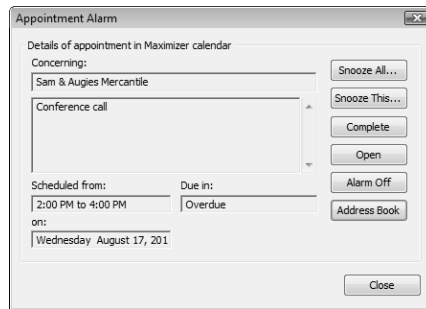 Appointment Alarm
Details of appointment in Maximizer calendar
Concerning:
Sam & Augies Mercantile
Conference call
Scheduled from:
Due in:
2:00 PM to 4:00 PM
Overdue
on:
Wednesday August 17, 201
Snooze All...
Snooze This...
Complete
Open
Alarm Off
Address Book
Close